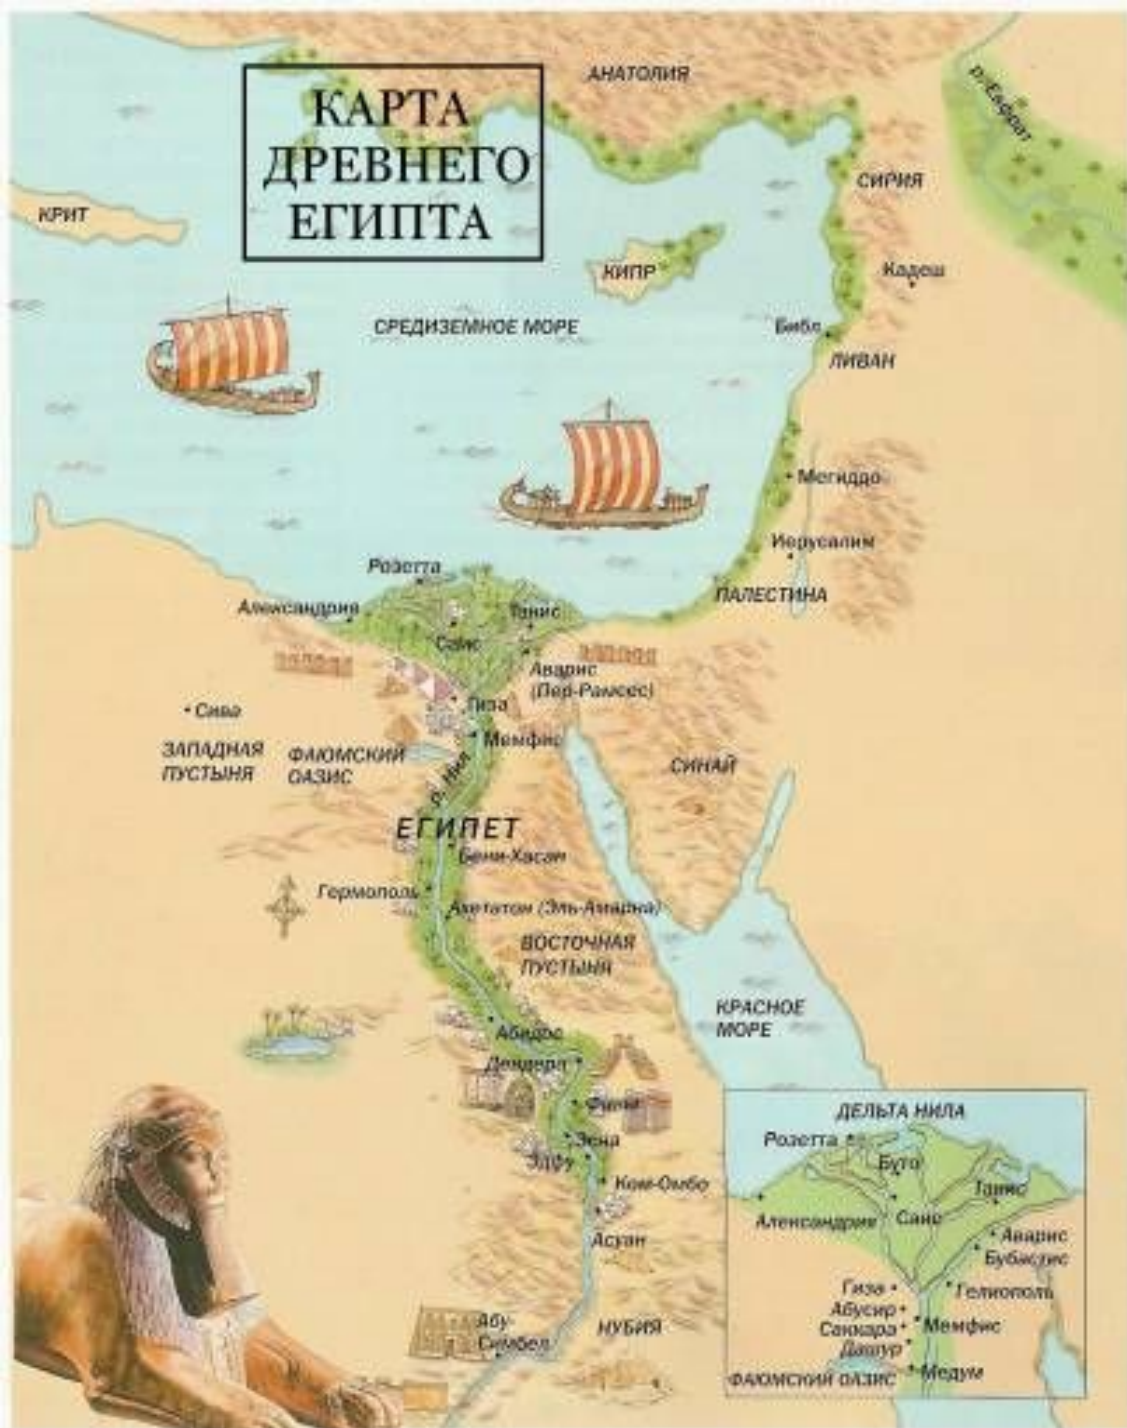 КАРТА
ДРЕВНЕГО
ЕГИПТА
АНАТОЛИЯ
р. Евфрат
СИРИЯ
КРИТ
КИПР
Кадеш
СРЕДИЗЕМНОЕ МОРЕ
Библ
ЛИВАН
Мегиддо
Иерусалим
ПАЛЕСТИНА
Розетта
Александрия
Танис
Саис
Аварис
(Пер-Рамсес)
Гиза
Сива
Мемфис
ЗАПАДНАЯ
ПУСТЫНЯ
ФАЮМСКИЙ
ОАЗИС
р. Нил
СИНАЙ
ЕГИПЕТ
Бени-Хасан
Гермополь
Ахетатон (Эль-Амарна)
ВОСТОЧНАЯ
ПУСТЫНЯ
КРАСНОЕ
МОРЕ
Абидос
Дендера
Эдфу
Ком-Омбо
Асуан
Абу-
Симбел
НУБИЯ
ДЕЛЬТА НИЛА
Розетта
Буто
Танис
Александрия
Саис
Аварис
Бубастис
Гиза
Гелиополь
Абусир
Саккара
Мемфис
Дашур
Медум
ФАЮМСКИЙ ОАЗИС